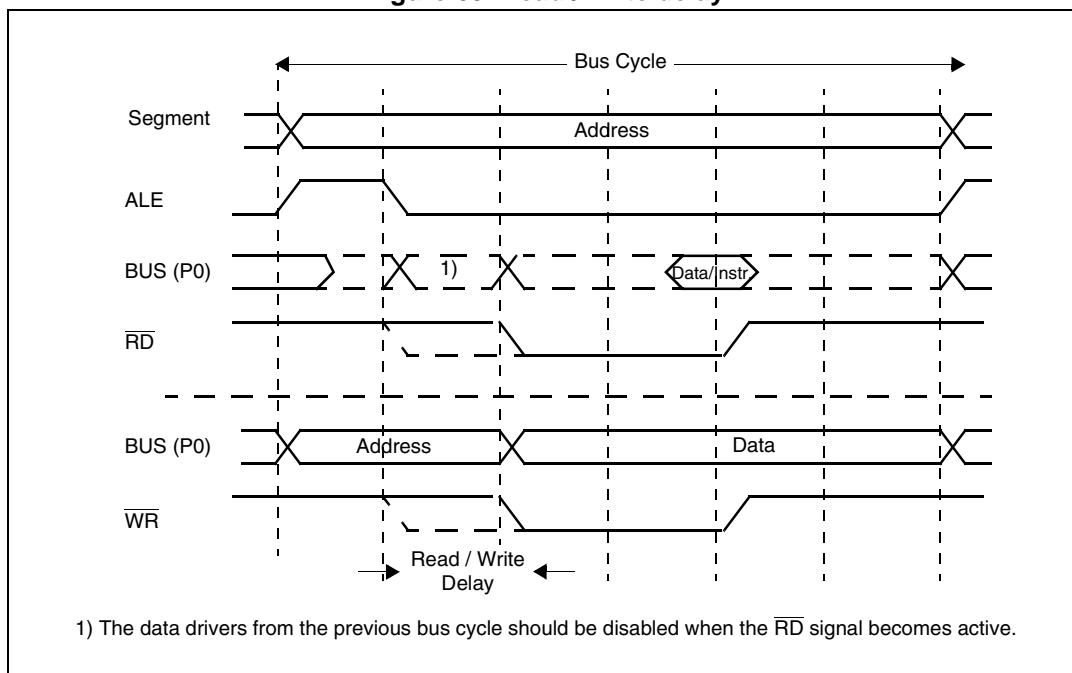 Bus Cycle
Segment
Address
ALE
BUS (P0)
1)
Data/Instr.
RD
BUS (P0)
Address
Data
WR
Read / Write
Delay
1) The data drivers from the previous bus cycle should be disabled when the RD signal becomes active.